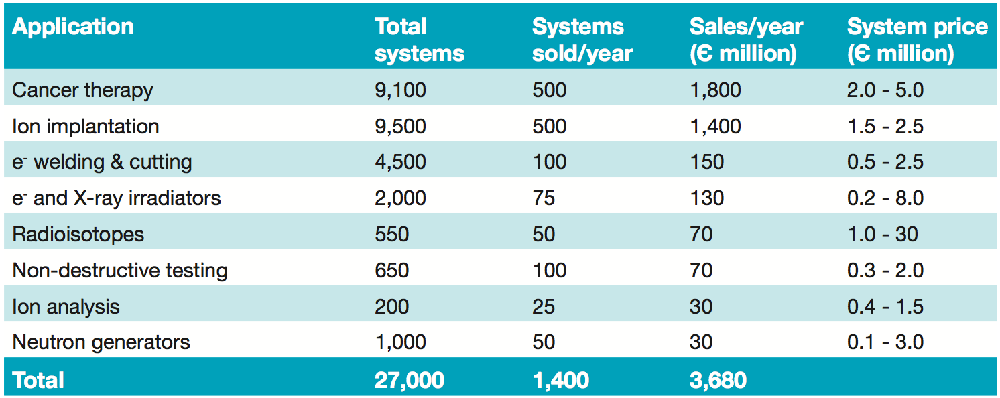 Application Total systems Systems sold/year Sales/year (Є million) System price (Є million)
Cancer therapy 9,100 500 1,800 2.0 - 5.0
Ion implantation 9,500 500 1,400 1.5 - 2.5
e- welding & cutting 4,500 100 150 0.5 - 2.5
e- and X-ray irradiators 2,000 75 130 0.2 - 8.0
Radioisotopes 550 50 70 1.0 - 30
Non-destructive testing 650 100 70 0.3 - 2.0
Ion analysis 200 25 30 0.4 - 1.5
Neutron generators 1,000 50 30 0.1 - 3.0
Total 27,000 1,400 3,680